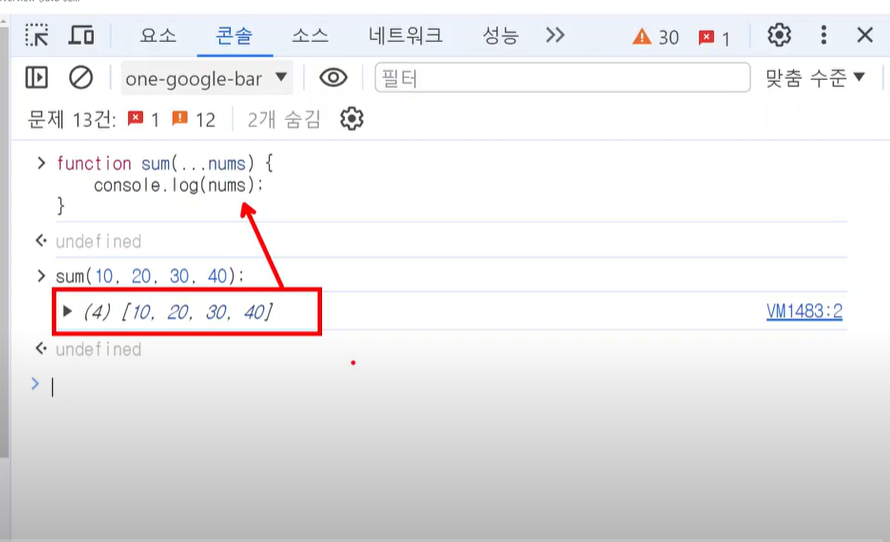 요소 콘솔 소스 네트워크 성능 30 1
one-google-bar 필터 맞춤 수준
문제 13건: 1 12 2개 숨김
function sum(...nums) {
console.log(nums);
}
undefined
sum(10, 20, 30, 40);
(4) [10, 20, 30, 40] VM1483:2
undefined